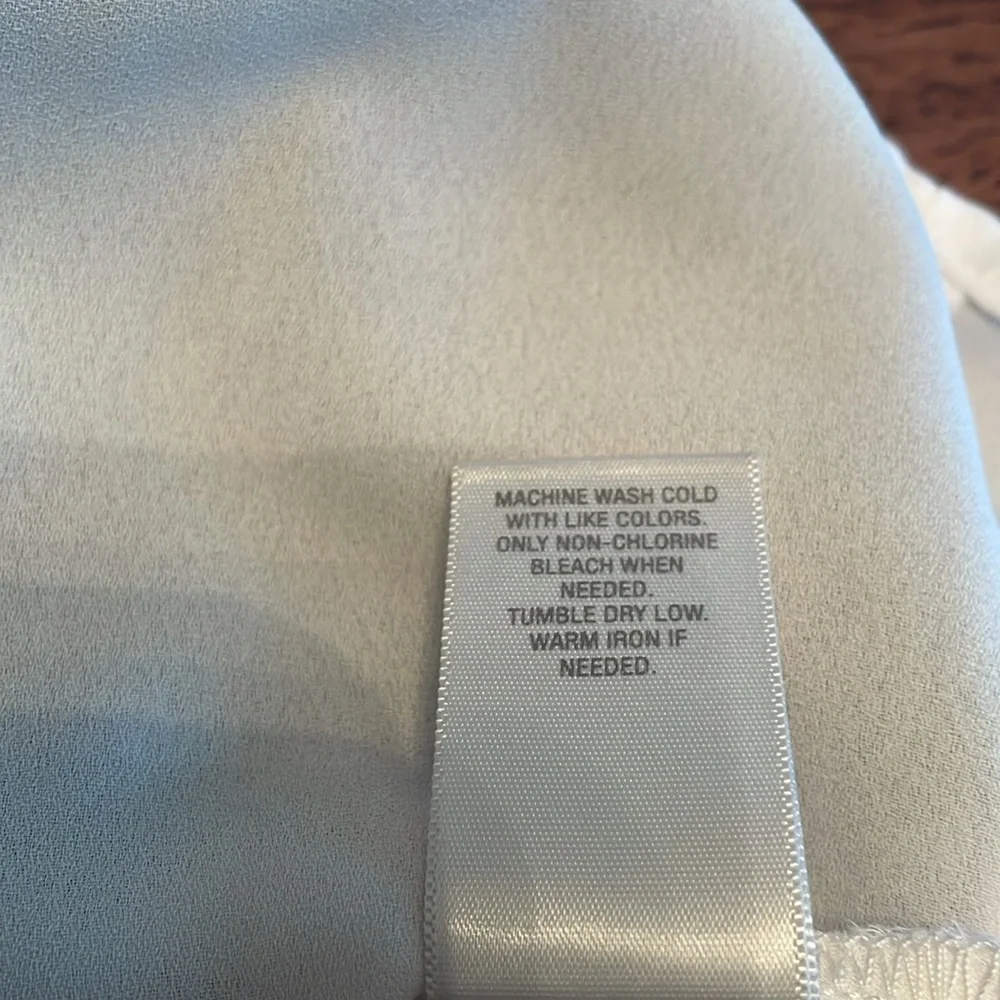 MACHINE WASH COLD
WITH LIKE COLORS.
ONLY NON-CHLORINE
BLEACH WHEN
NEEDED.
TUMBLE DRY LOW.
WARM IRON IF
NEEDED.